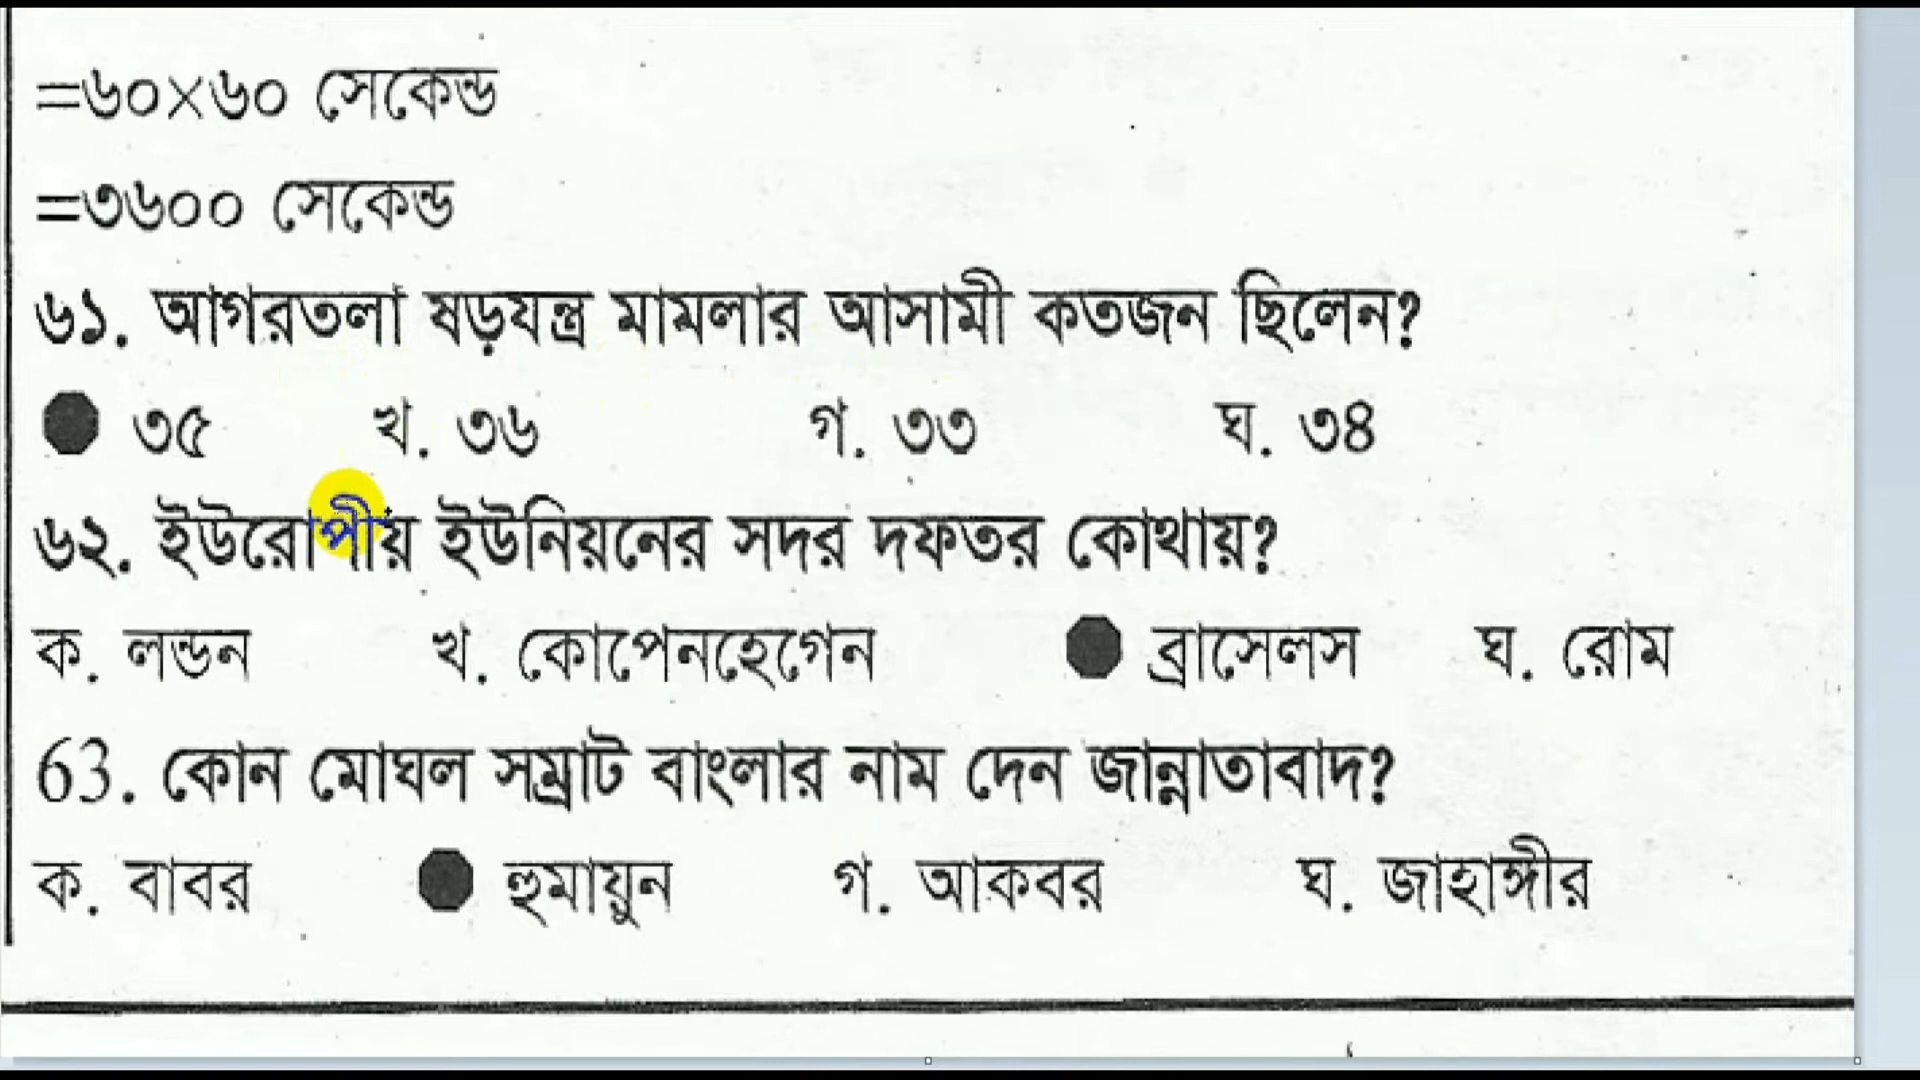 =৬০×৬০ সেকেন্ড
=৩৬০০ সেকেন্ড
৬১. আগরতলা ষড়যন্ত্র মামলার আসামী কতজন ছিলেন?
৩৫ খ. ৩৬ গ. ৩৩ ঘ. ৩৪
৬২. ইউরোপীয় ইউনিয়নের সদর দফতর কোথায়?
ক. লন্ডন খ. কোপেনহেগেন ব্রাসেলস ঘ. রোম
63. কোন মোঘল সম্রাট বাংলার নাম দেন জান্নাতাবাদ?
ক. বাবর হুমায়ুন গ. আকবর ঘ. জাহাঙ্গীর